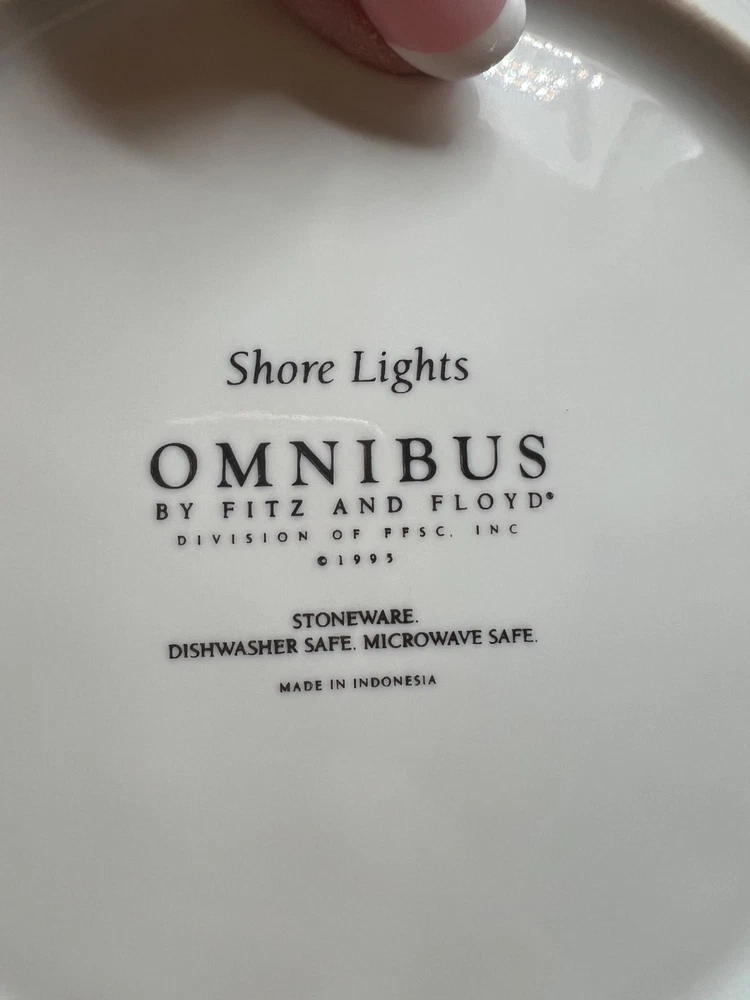 Shore Lights
OMNIBUS
BY FITZ AND FLOYD®
DIVISION OF FFSC, INC
©1995
STONEWARE.
DISHWASHER SAFE. MICROWAVE SAFE.
MADE IN INDONESIA